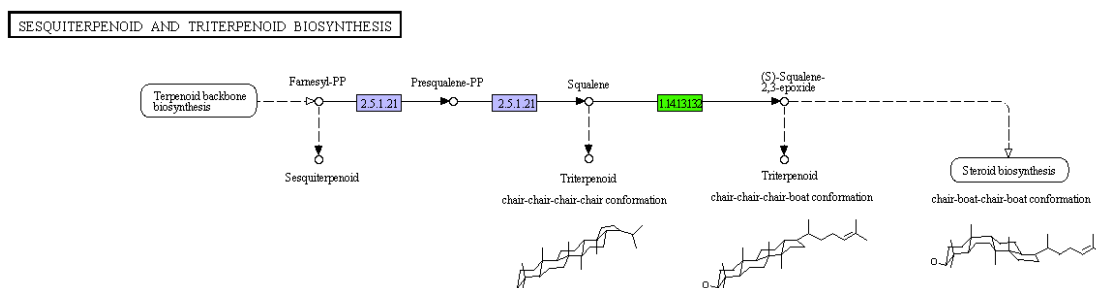 SESQUITERPENOID AND TRITERPENOID BIOSYNTHESIS
Terpenoid backbone
biosynthesis
Farnesyl-PP
2.5.1.21
Presqualene-PP
2.5.1.21
Squalene
1.14.13.132
(S)-Squalene-
2,3-epoxide
Sesquiterpenoid
Triterpenoid
chair-chair-chair-chair conformation
Triterpenoid
chair-chair-chair-boat conformation
Steroid biosynthesis
chair-boat-chair-boat conformation
O
O